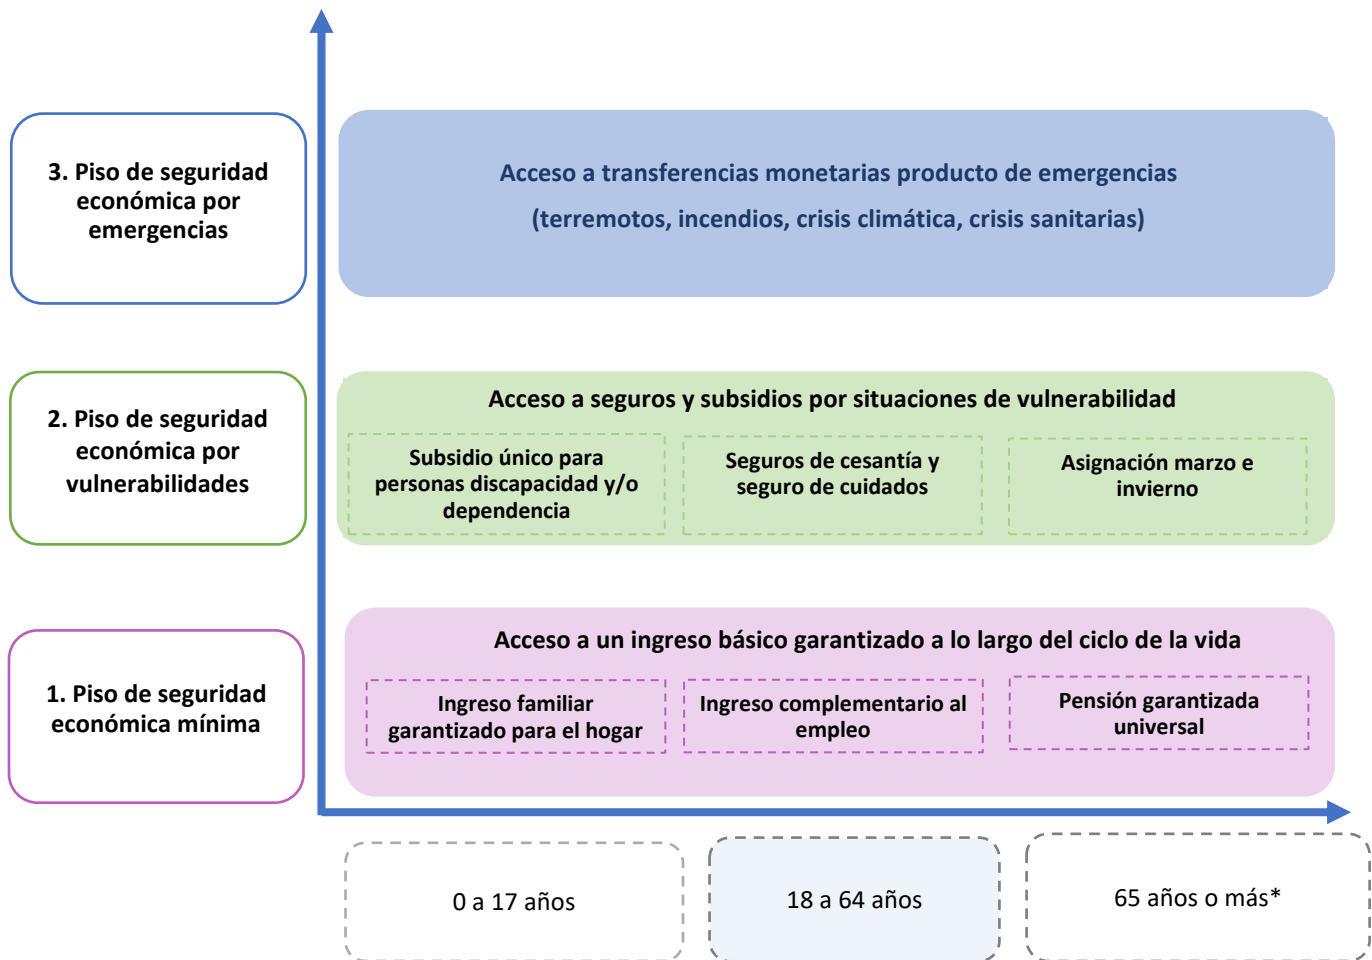 3. Piso de seguridad
económica por
emergencias
Acceso a transferencias monetarias producto de emergencias
(terremotos, incendios, crisis climática, crisis sanitarias)
2. Piso de seguridad
económica por
vulnerabilidades
Acceso a seguros y subsidios por situaciones de vulnerabilidad
Subsidio único para
personas discapacidad y/o
dependencia
Seguros de cesantía y
seguro de cuidados
Asignación marzo e
invierno
1. Piso de seguridad
económica mínima
Acceso a un ingreso básico garantizado a lo largo del ciclo de la vida
Ingreso familiar
garantizado para el hogar
Ingreso complementario al
empleo
Pensión garantizada
universal
0 a 17 años
18 a 64 años
65 años o más*